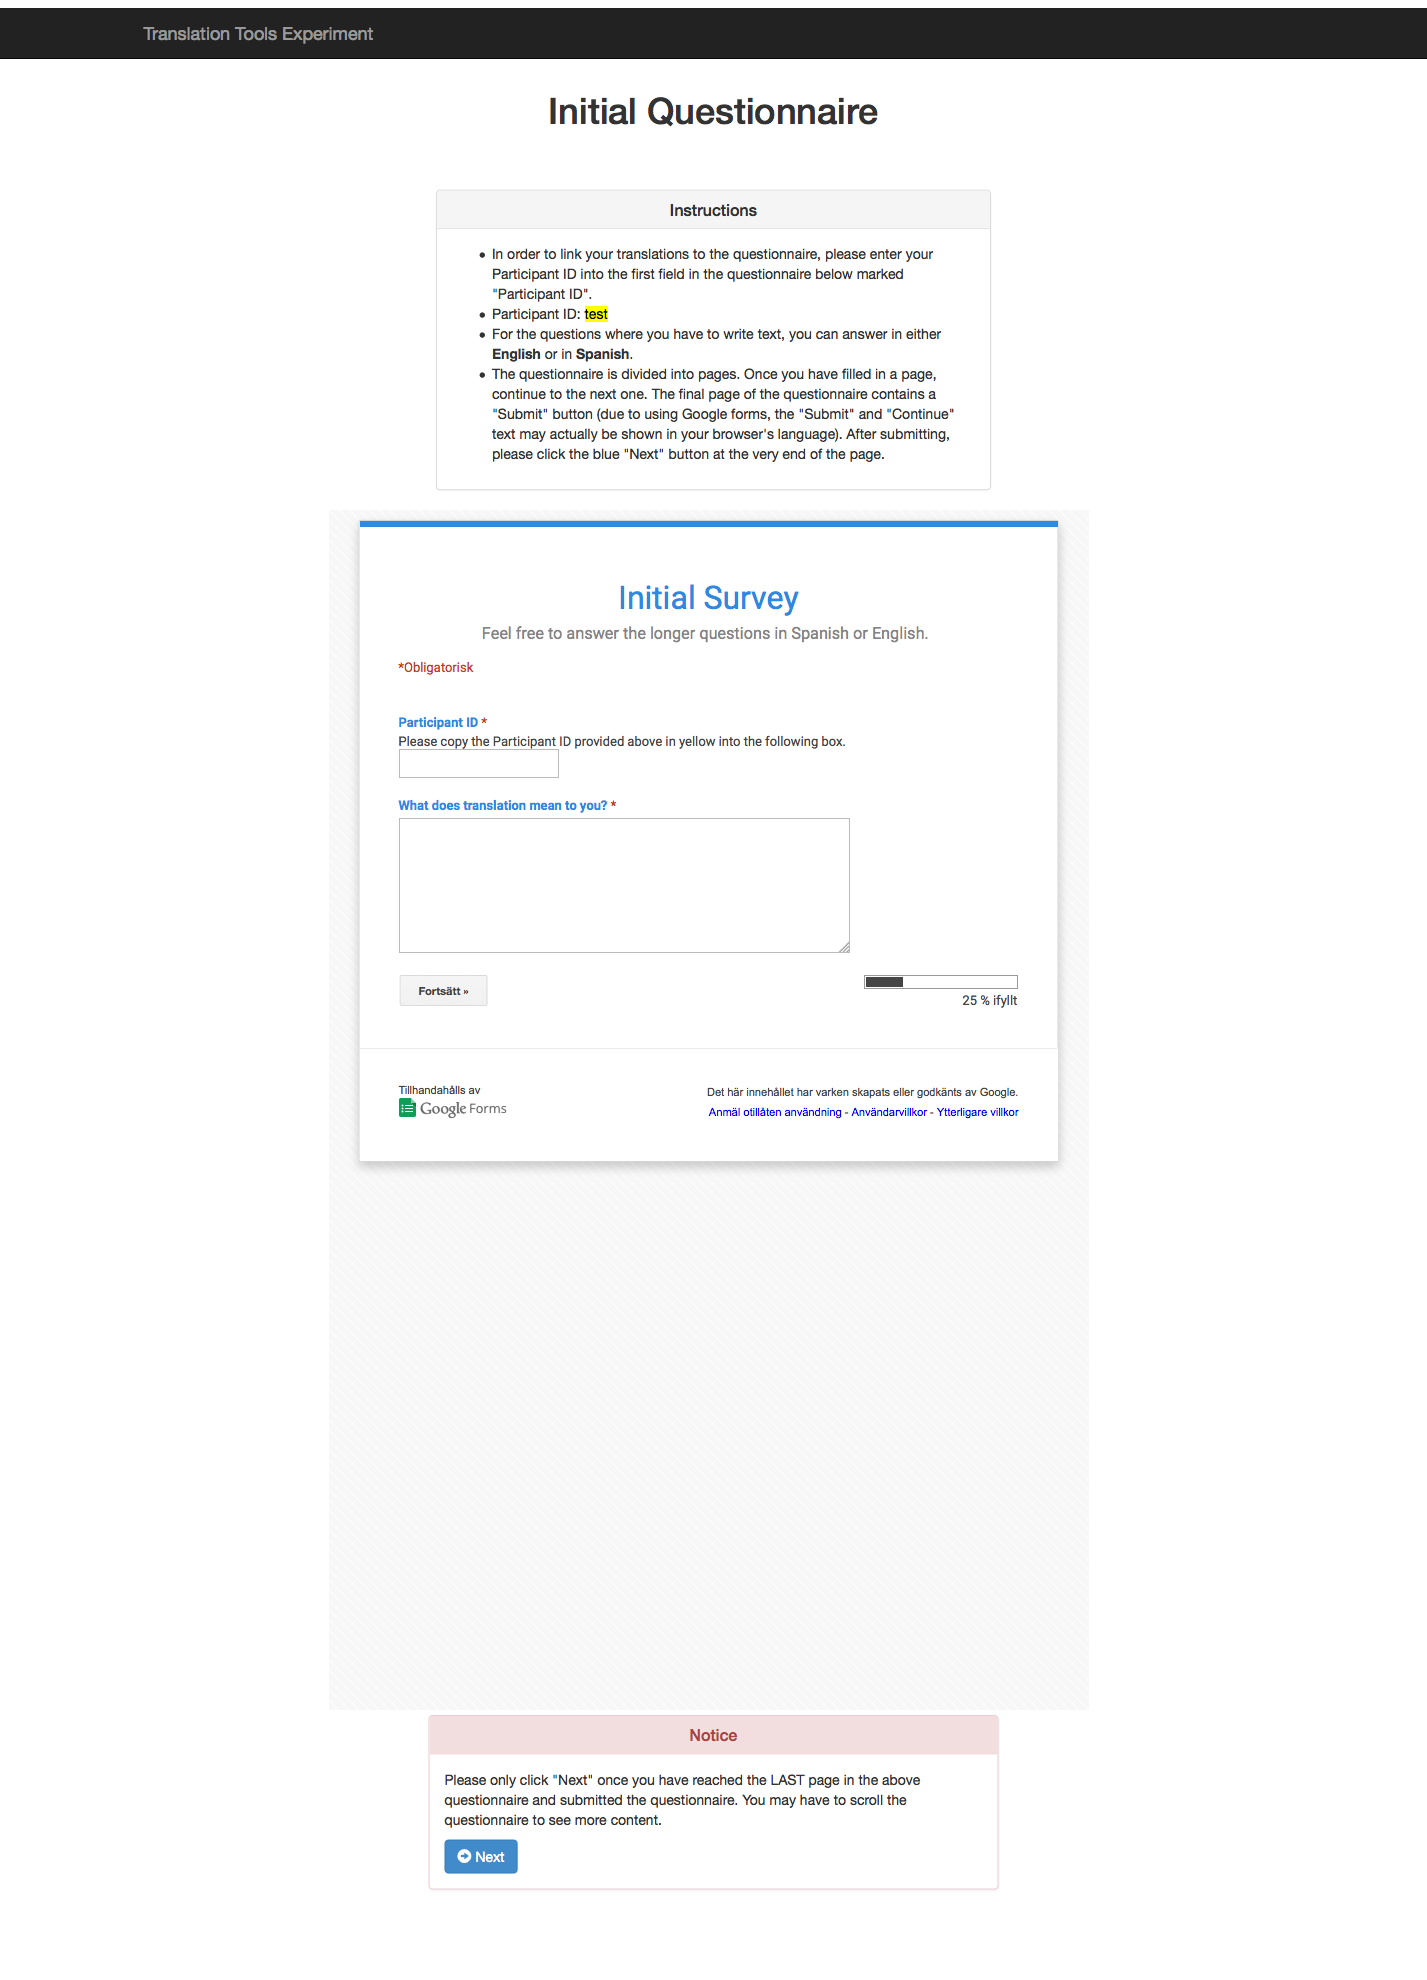 Translation Tools Experiment
Initial Questionnaire
Instructions
In order to link your translations to the questionnaire, please enter your
Participant ID into the first field in the questionnaire below marked
"Participant ID".
Participant ID: test
For the questions where you have to write text, you can answer in either
English or in Spanish.
The questionnaire is divided into pages. Once you have filled in a page,
continue to the next one. The final page of the questionnaire contains a
"Submit" button (due to using Google forms, the "Submit" and "Continue"
text may actually be shown in your browser's language). After submitting,
please click the blue "Next" button at the very end of the page.
Initial Survey
Feel free to answer the longer questions in Spanish or English.
*Obligatorisk
Participant ID *
Please copy the Participant ID provided above in yellow into the following box.
What does translation mean to you? *
Fortsätt »
25 % ifyllt
Tillhandahålls av
Google Forms
Det här innehållet har varken skapats eller godkänts av Google.
Anmäl otillåten användning - Användarvillkor - Ytterligare villkor
Notice
Please only click "Next" once you have reached the LAST page in the above
questionnaire and submitted the questionnaire. You may have to scroll the
questionnaire to see more content.
Next